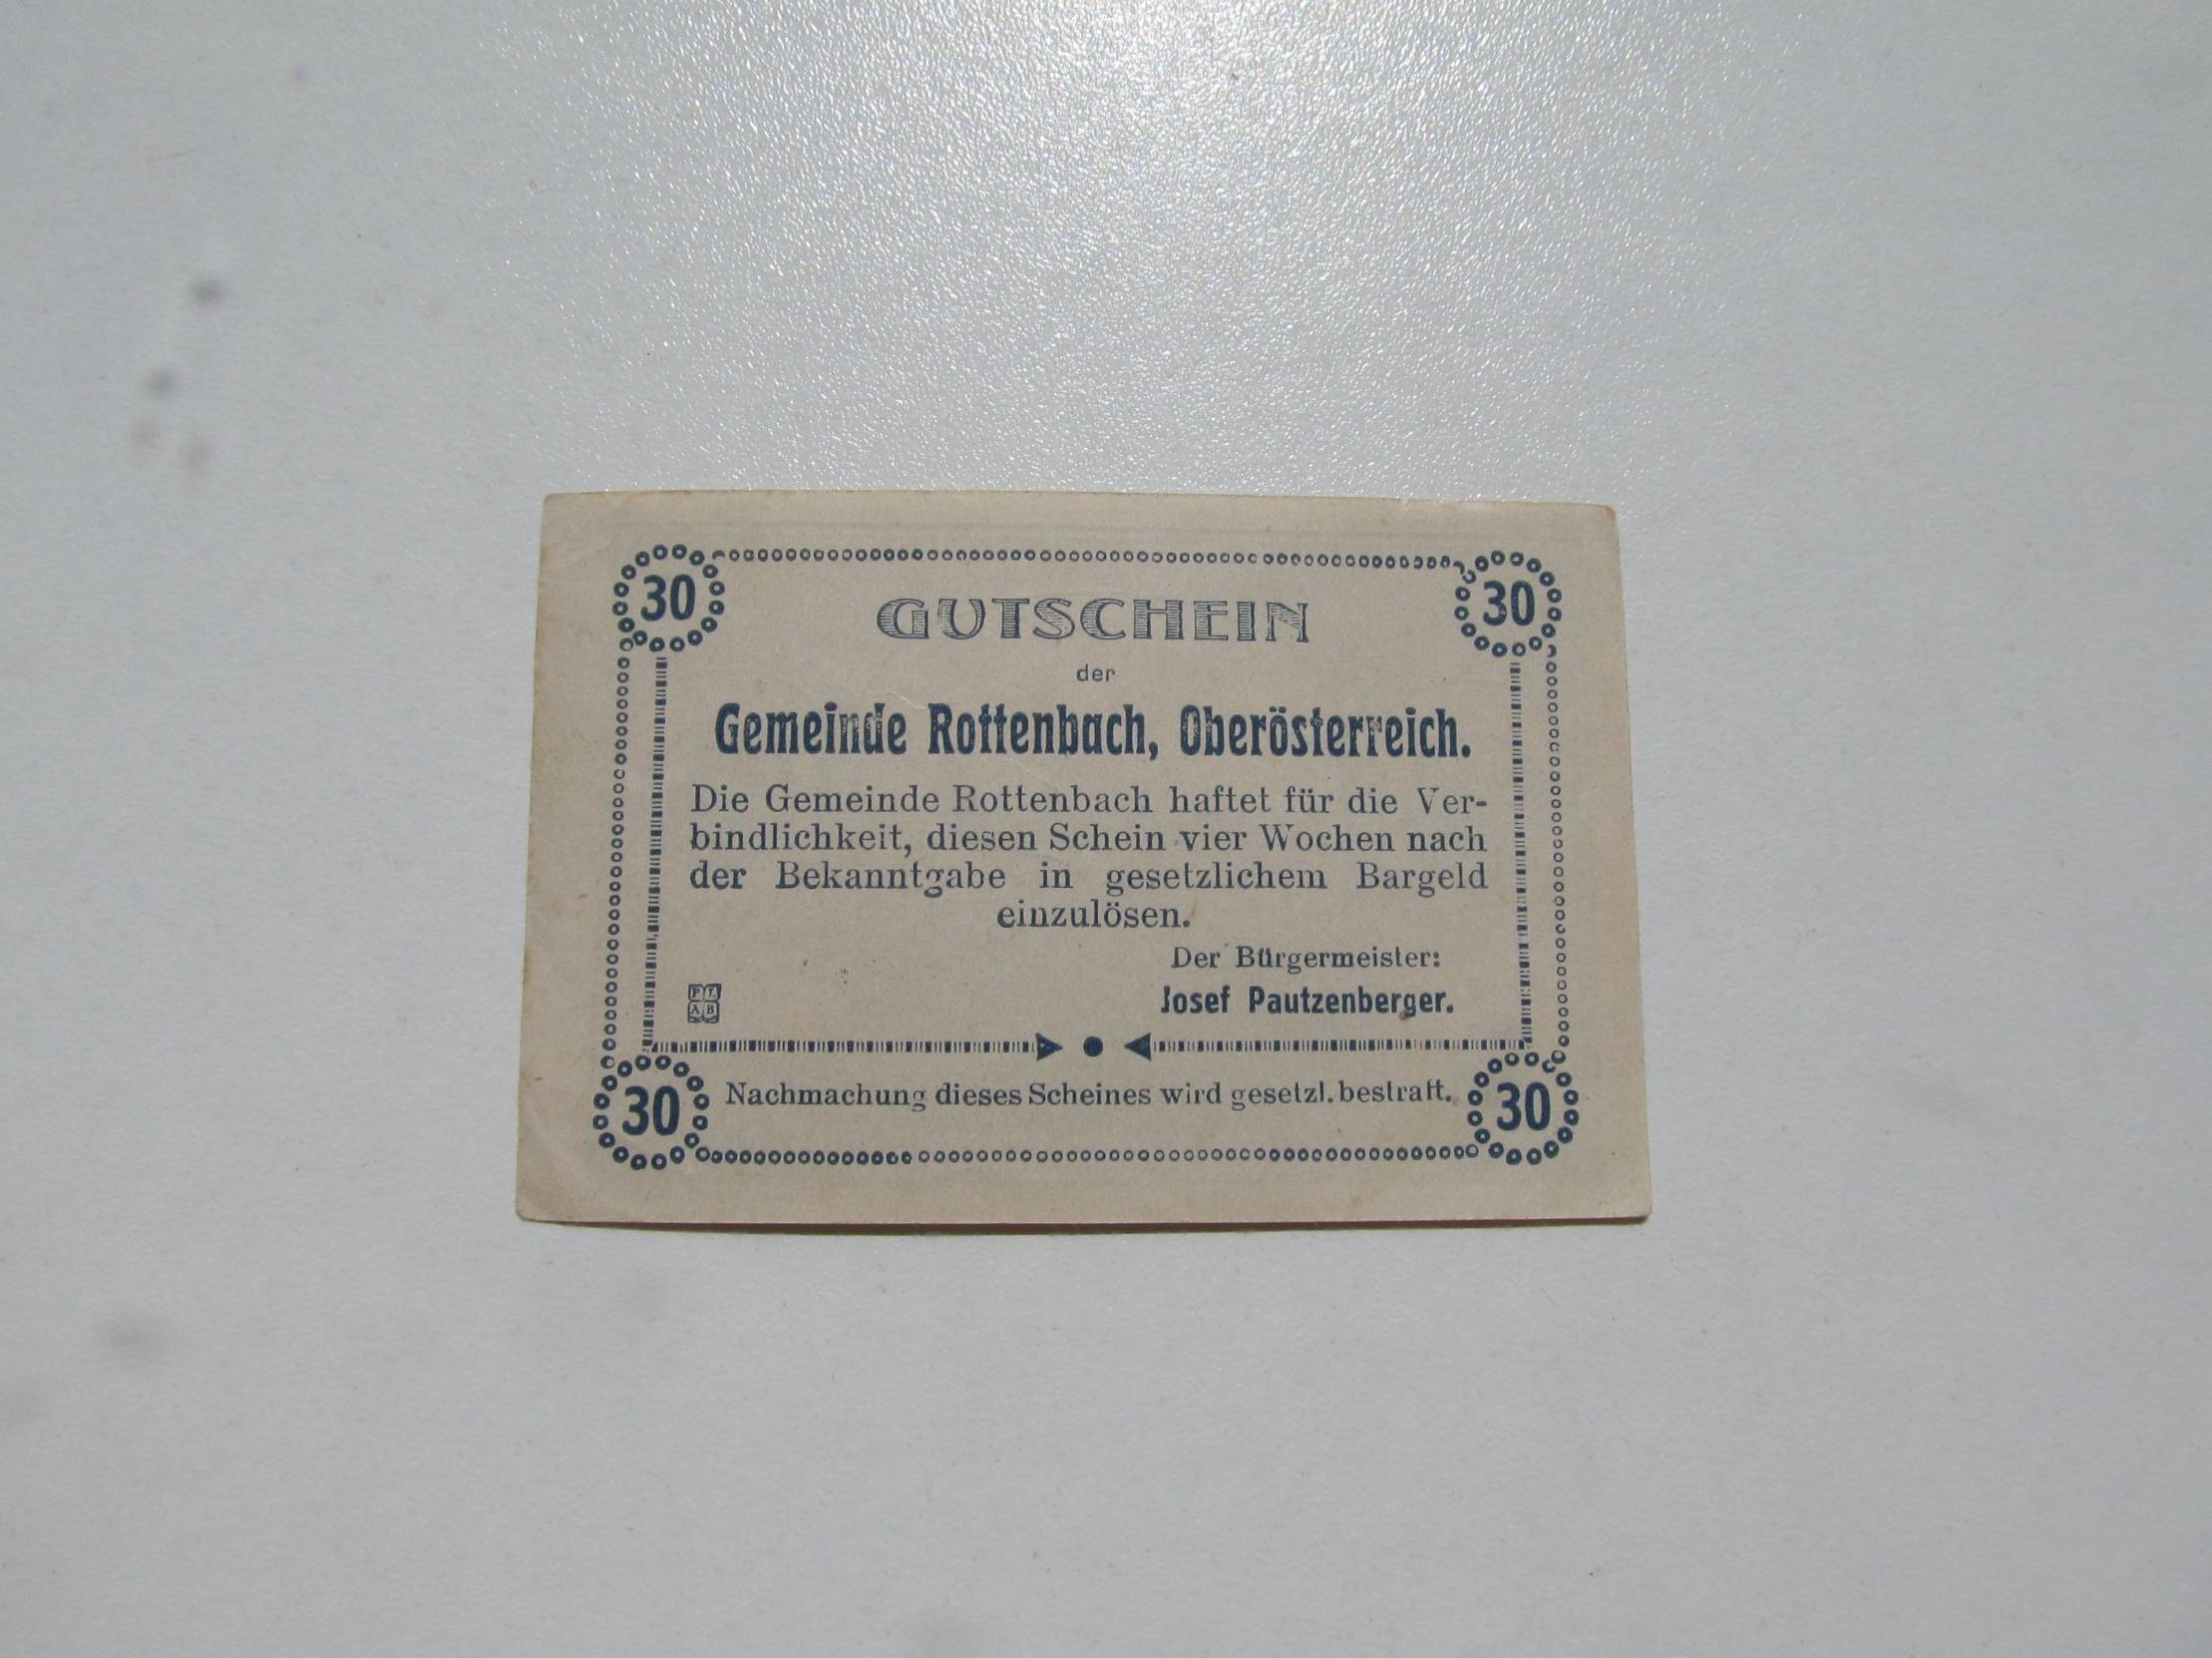 30 30
GUTSCHEIN
der
Gemeinde Rottenbach, Oberösterreich.
Die Gemeinde Rottenbach haftet für die Ver-
bindlichkeit, diesen Schein vier Wochen nach
der Bekanntgabe in gesetzlichem Bargeld
einzulösen.
Der Bürgermeister:
Josef Pautzenberger.
P L
A B
30 Nachmachung dieses Scheines wird gesetzl. bestraft. 30